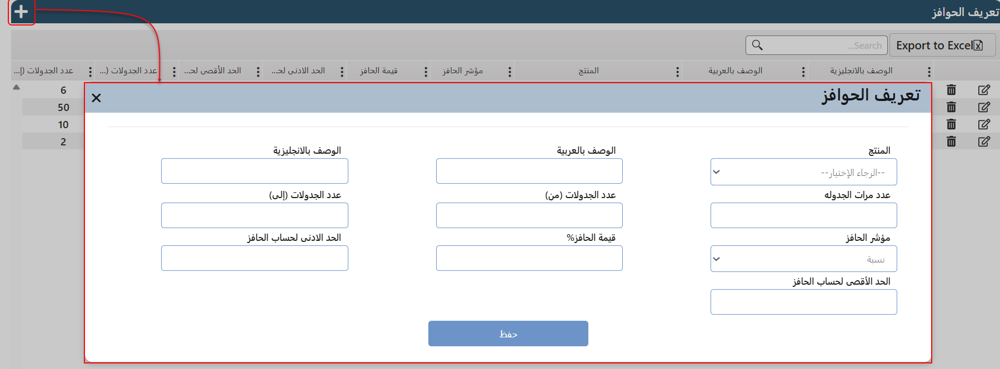 تعريف الحوافز
Export to Excel
Search...
الوصف بالانجليزية
الوصف بالعربية
المنتج
مؤشر الحافز
قيمة الحافز
الحد الادنى لحـ...
الحد الأقصى لحـ...
عدد الجدولات (...
عدد الجدولات (إ...
6
50
10
2
تعريف الحوافز
المنتج
الوصف بالعربية
الوصف بالانجليزية
--الرجاء الإختيار--
عدد مرات الجدوله
عدد الجدولات (من)
عدد الجدولات (إلى)
مؤشر الحافز
قيمة الحافز%
الحد الادنى لحساب الحافز
نسبة
الحد الأقصى لحساب الحافز
حفظ